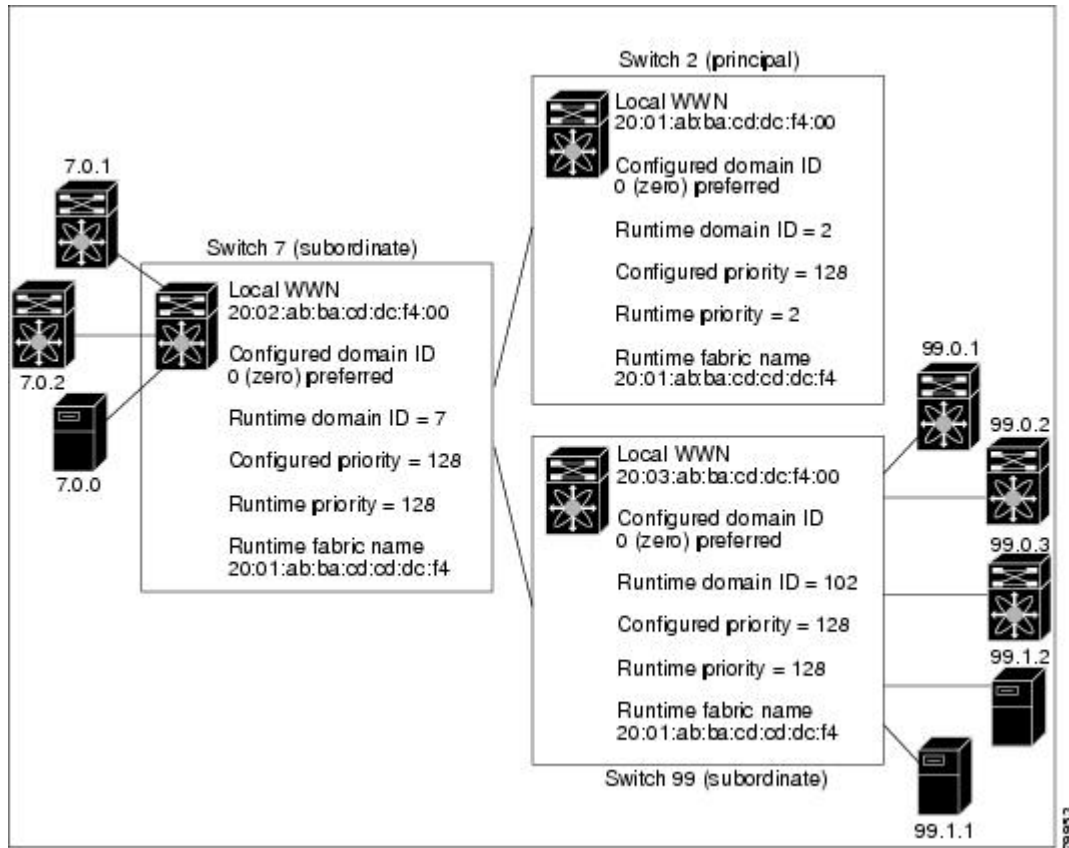 Switch 2 (principal)
Local WWN
20:01:ab:ba:cd:dc:f4:00
Configured domain ID
0 (zero) preferred
Runtime domain ID = 2
Configured priority = 128
Runtime priority = 2
Runtime fabric name
20:01:ab:ba:cd:cd:dc:f4
7.0.1
7.0.2
7.0.0
Switch 7 (subordinate)
Local WWN
20:02:ab:ba:cd:dc:f4:00
Configured domain ID
0 (zero) preferred
Runtime domain ID = 7
Configured priority = 128
Runtime priority = 128
Runtime fabric name
20:01:ab:ba:cd:cd:dc:f4
Local WWN
20:03:ab:ba:cd:dc:f4:00
Configured domain ID
0 (zero) preferred
Runtime domain ID = 102
Configured priority = 128
Runtime priority = 128
Runtime fabric name
20:01:ab:ba:cd:cd:dc:f4
Switch 99 (subordinate)
99.0.1
99.0.2
99.0.3
99.1.2
99.1.1